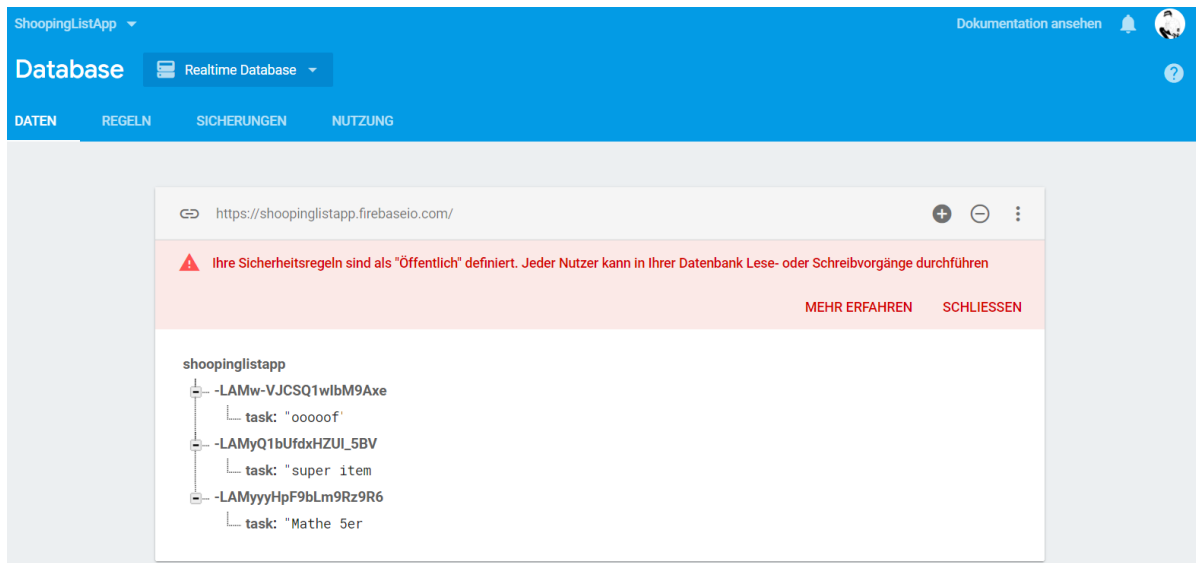 ShoopingListApp
Dokumentation ansehen
Database
Realtime Database
?
DATEN REGELN SICHERUNGEN NUTZUNG
https://shoopinglistapp.firebaseio.com/
Ihre Sicherheitsregeln sind als "Öffentlich" definiert. Jeder Nutzer kann in Ihrer Datenbank Lese- oder Schreibvorgänge durchführen
MEHR ERFAHREN SCHLIESSEN
shoopinglistapp
-LAMw-VJCSQ1wIbM9Axe
task: "ooooof'
-LAMyQ1bUfdxHZUI_5BV
task: "super item
-LAMyyyHpF9bLm9Rz9R6
task: "Mathe 5er